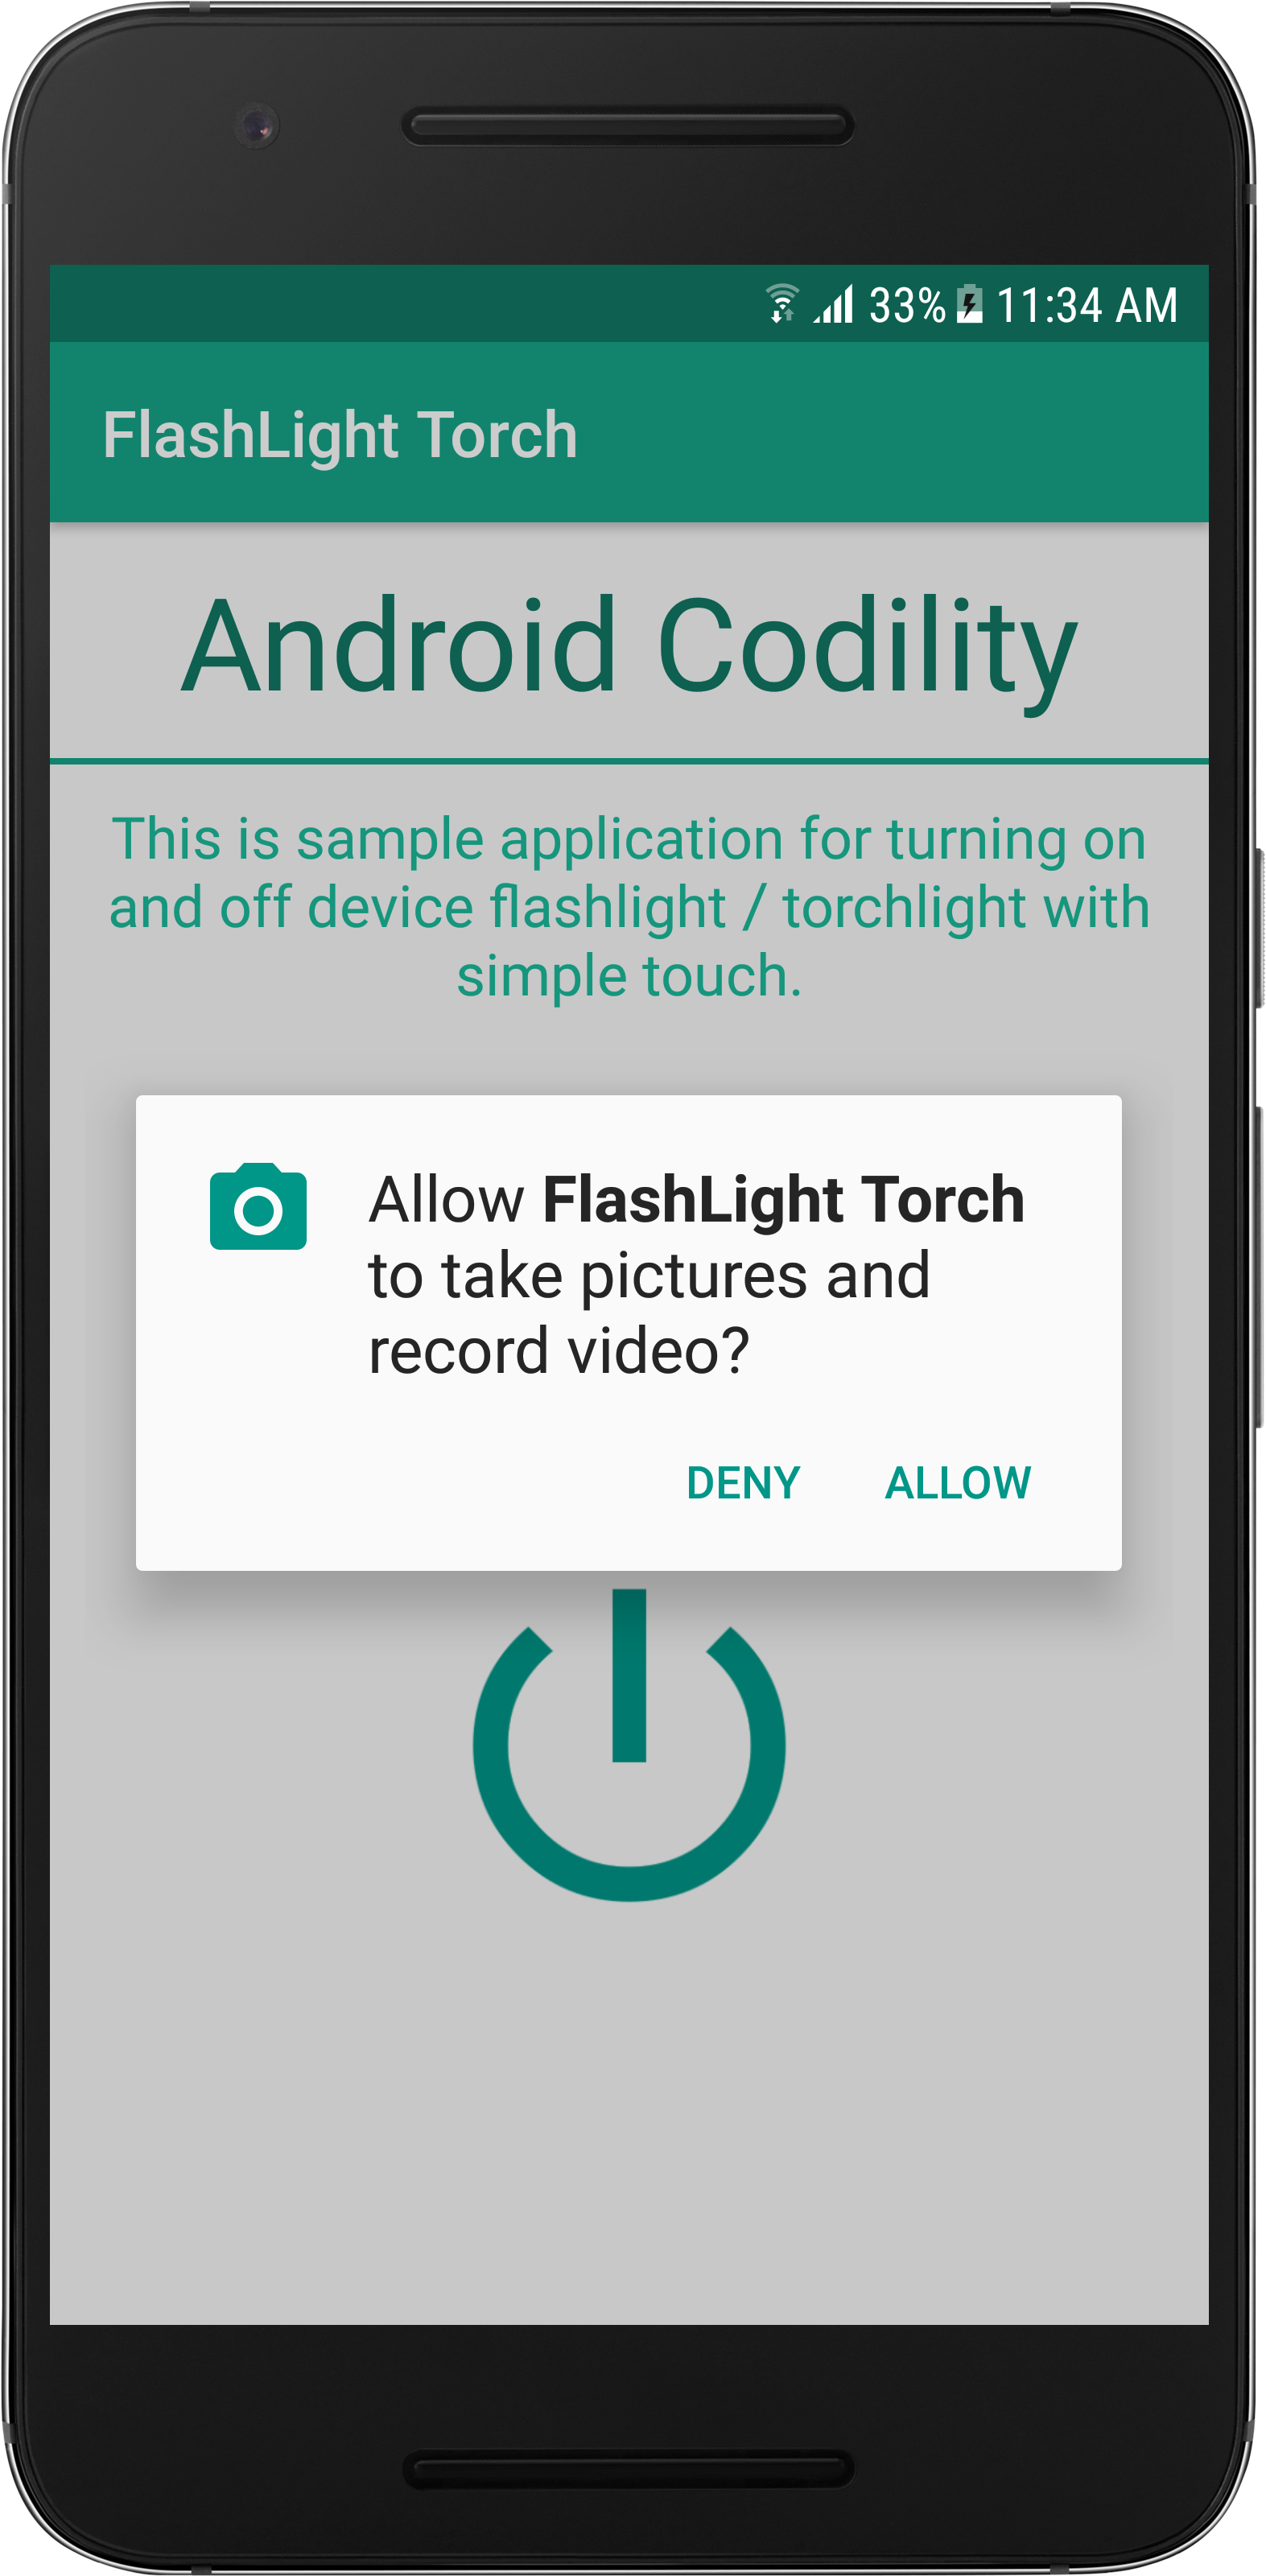 33% 11:34 AM
FlashLight Torch
Android Codility
This is sample application for turning on
and off device flashlight / torchlight with
simple touch.
Allow FlashLight Torch
to take pictures and
record video?
DENY ALLOW